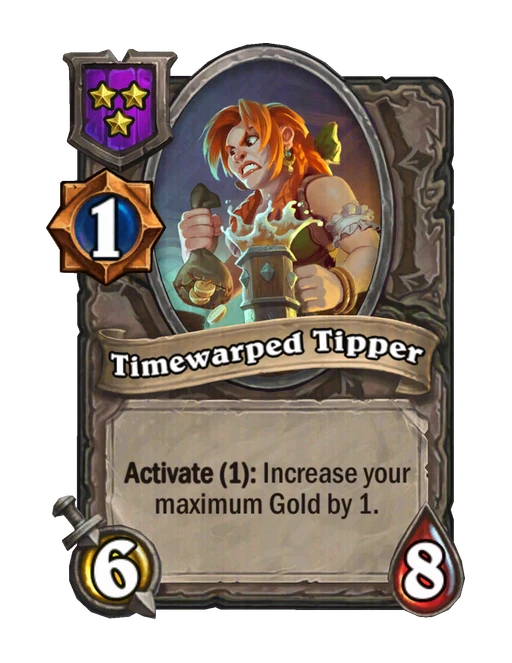 1
Timewarped Tipper
Activate (1): Increase your
maximum Gold by 1.
6
8